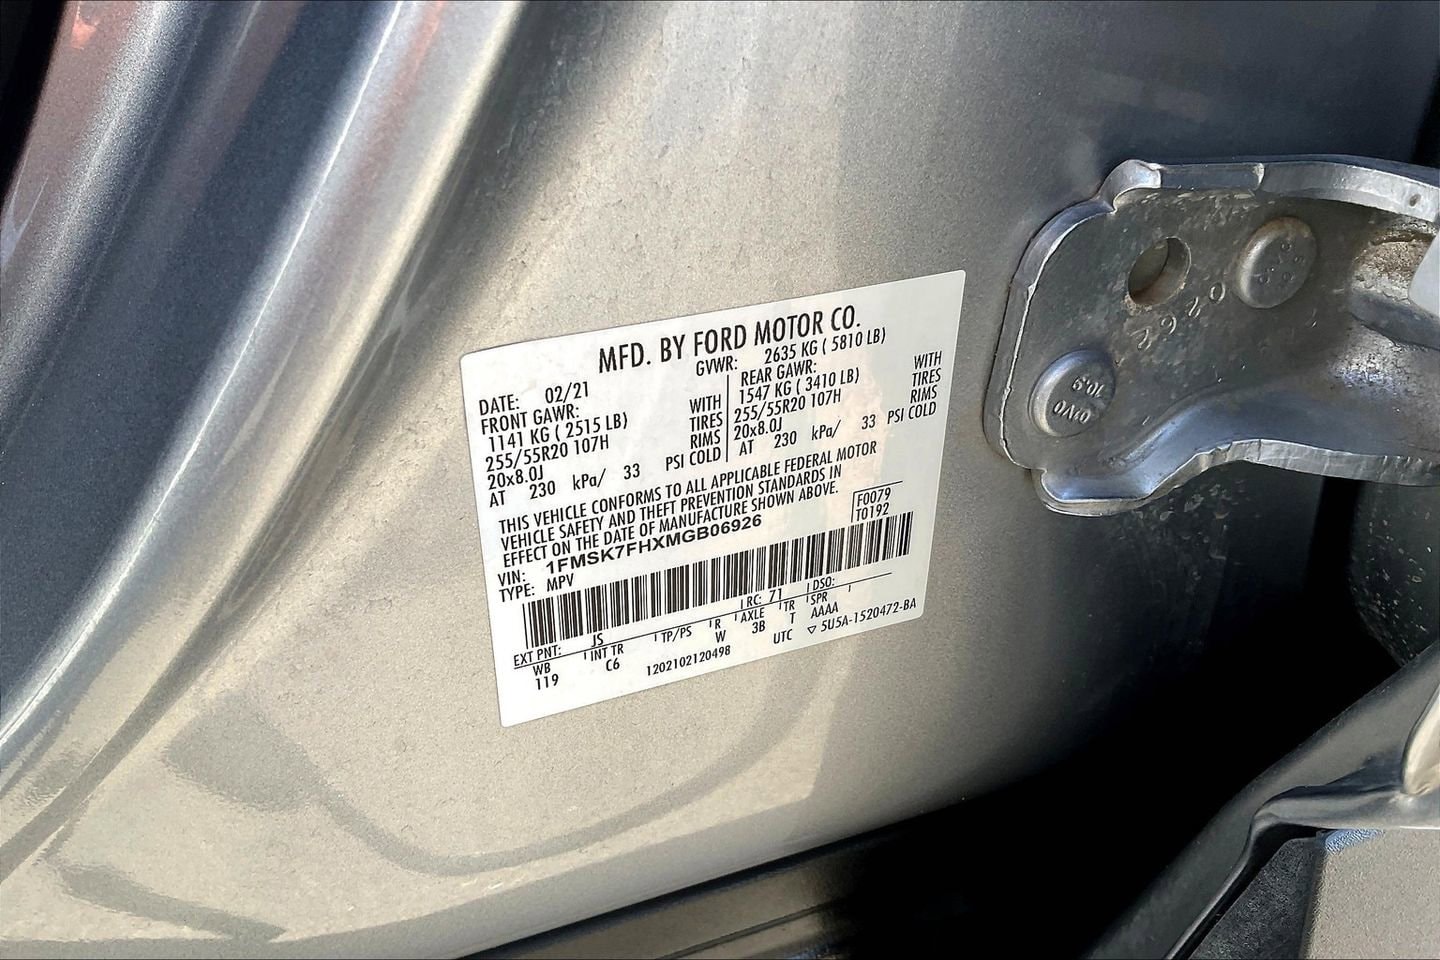 MFD. BY FORD MOTOR CO.
DATE: 02/21 GVWR: 2635 KG ( 5810 LB)
FRONT GAWR: REAR GAWR:
1141 KG ( 2515 LB) WITH 1547 KG ( 3410 LB) WITH
255/55R20 107H TIRES 255/55R20 107H TIRES
20x8.0J RIMS 20x8.0J RIMS
AT 230 kPa/ 33 PSI COLD AT 230 kPa/ 33 PSI COLD
THIS VEHICLE CONFORMS TO ALL APPLICABLE FEDERAL MOTOR
VEHICLE SAFETY AND THEFT PREVENTION STANDARDS IN
EFFECT ON THE DATE OF MANUFACTURE SHOWN ABOVE.
F0079
T0192
VIN: 1FMSK7FHXMGB06926
TYPE: MPV
EXT PNT: JS RC: 71 DSO:
WB INT TR TP/PS R AXLE TR SPR
119 C6 W 3B T AAAA
1202102120498 UTC 5U5A-1520472-BA
026
10.9